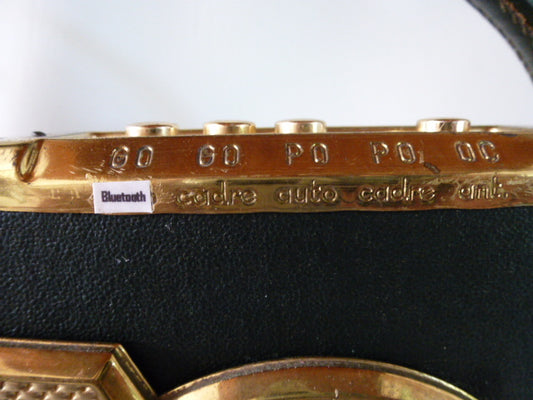 GO GO PO PO OC
Bluetooth cadre auto cadre ant.